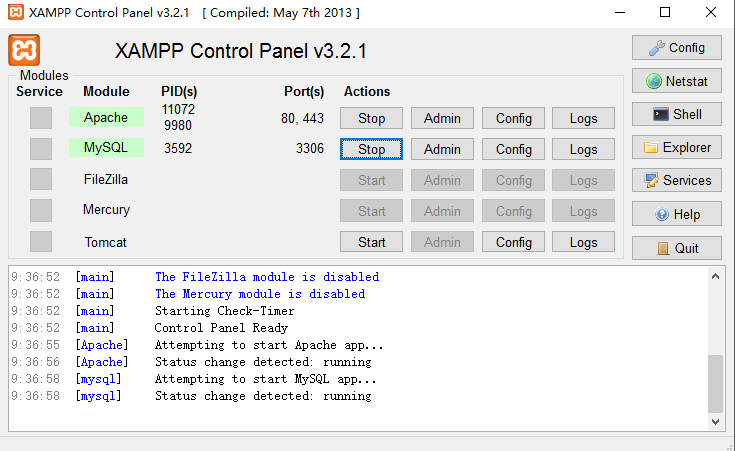 XAMPP Control Panel v3.2.1 [ Compiled: May 7th 2013 ]
XAMPP Control Panel v3.2.1
Config
Modules
Service Module PID(s) Port(s) Actions
Netstat
Apache 11072 9980 80, 443 Stop Admin Config Logs
Shell
MySQL 3592 3306 Stop Admin Config Logs
Explorer
FileZilla Start Admin Config Logs
Services
Mercury Start Admin Config Logs
Help
Tomcat Start Admin Config Logs
Quit
9:36:52 [main] The FileZilla module is disabled
9:36:52 [main] The Mercury module is disabled
9:36:52 [main] Starting Check-Timer
9:36:52 [main] Control Panel Ready
9:36:55 [Apache] Attempting to start Apache app...
9:36:56 [Apache] Status change detected: running
9:36:58 [mysql] Attempting to start MySQL app...
9:36:58 [mysql] Status change detected: running